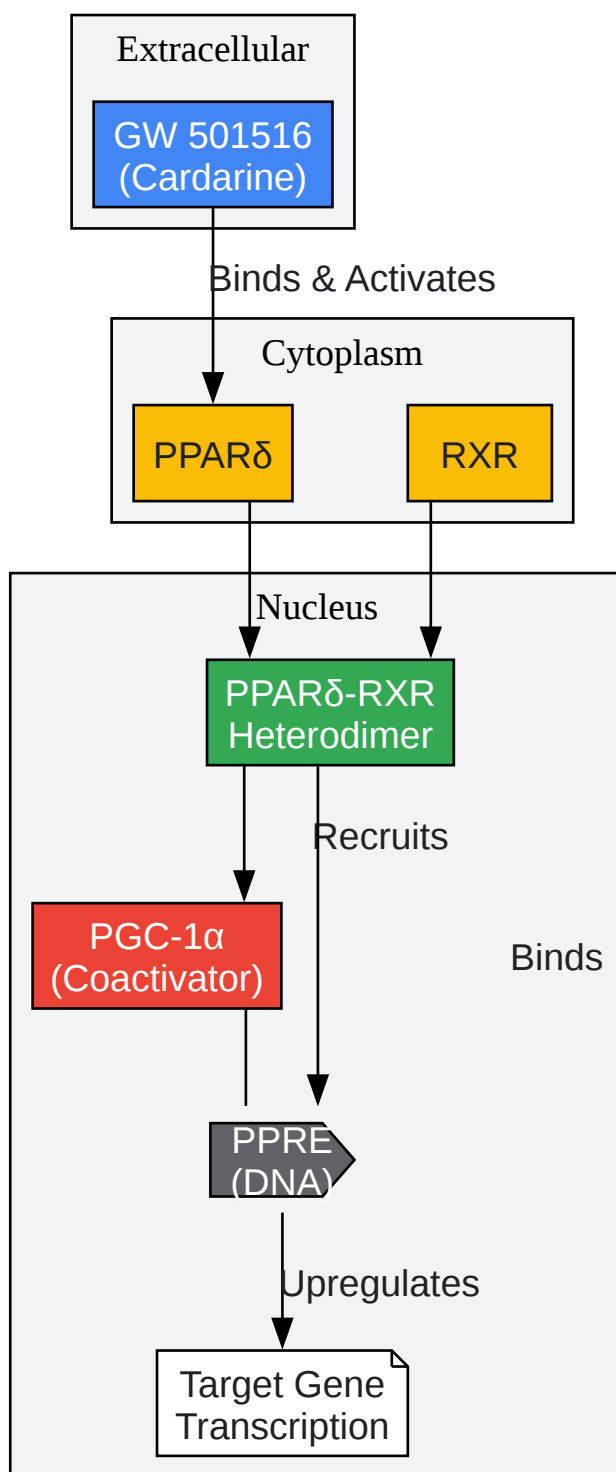 Extracellular
GW 501516
(Cardarine)
Binds & Activates
Cytoplasm
PPARδ
RXR
Nucleus
PPARδ-RXR
Heterodimer
Recruits
PGC-1α
(Coactivator)
Binds
PPRE
(DNA)
Upregulates
Target Gene
Transcription